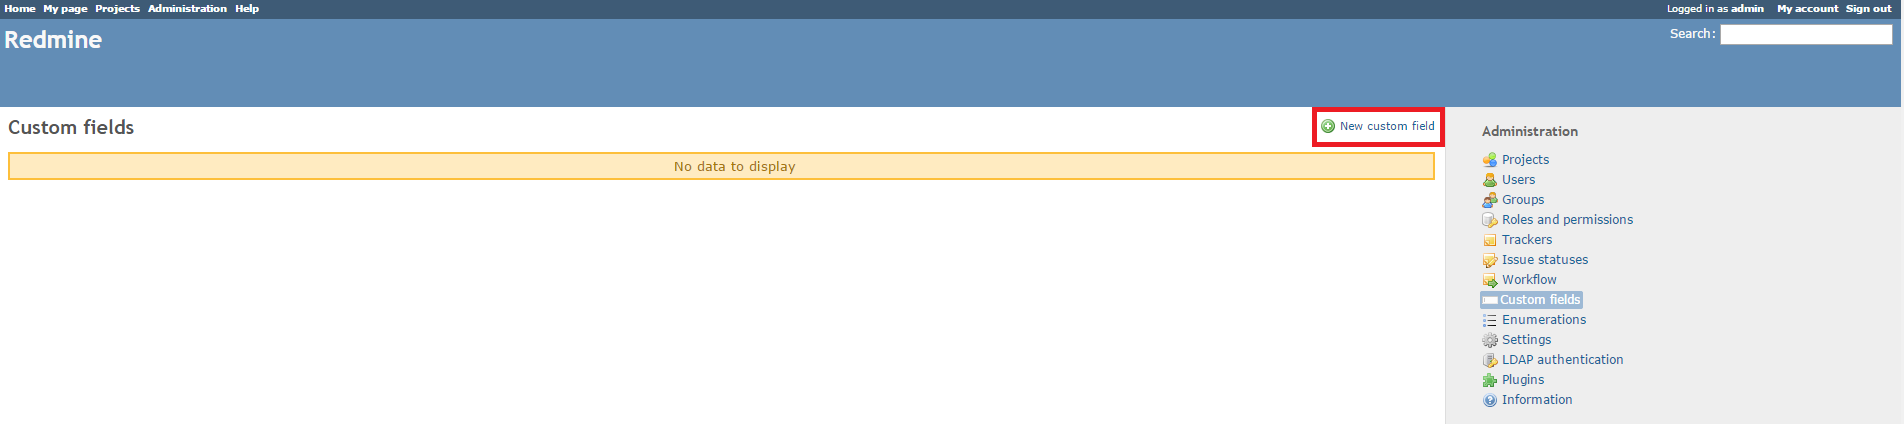 Home My page Projects Administration Help
Logged in as admin My account Sign out
Redmine
Search:
Custom fields
New custom field
No data to display
Administration
Projects
Users
Groups
Roles and permissions
Trackers
Issue statuses
Workflow
Custom fields
Enumerations
Settings
LDAP authentication
Plugins
Information